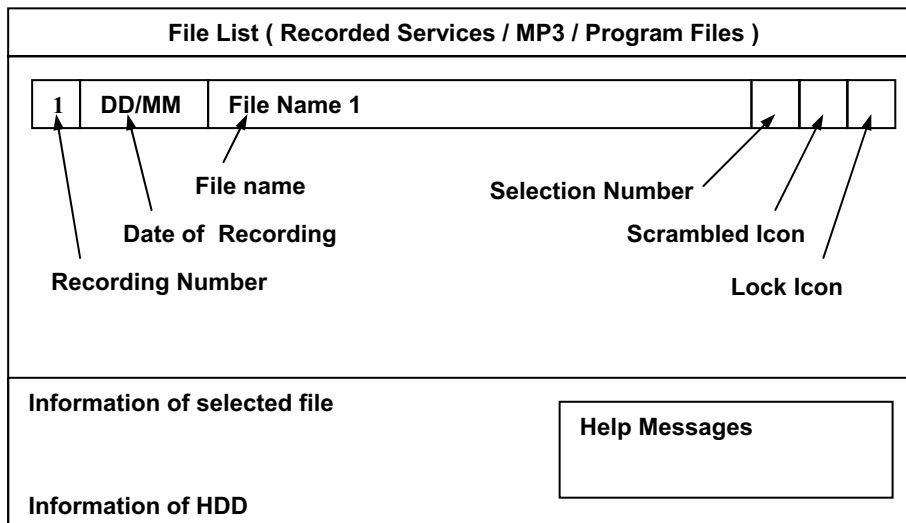 File List ( Recorded Services / MP3 / Program Files )
1 DD/MM File Name 1
File name
Selection Number
Date of Recording
Scrambled Icon
Recording Number
Lock Icon
Information of selected file
Help Messages
Information of HDD